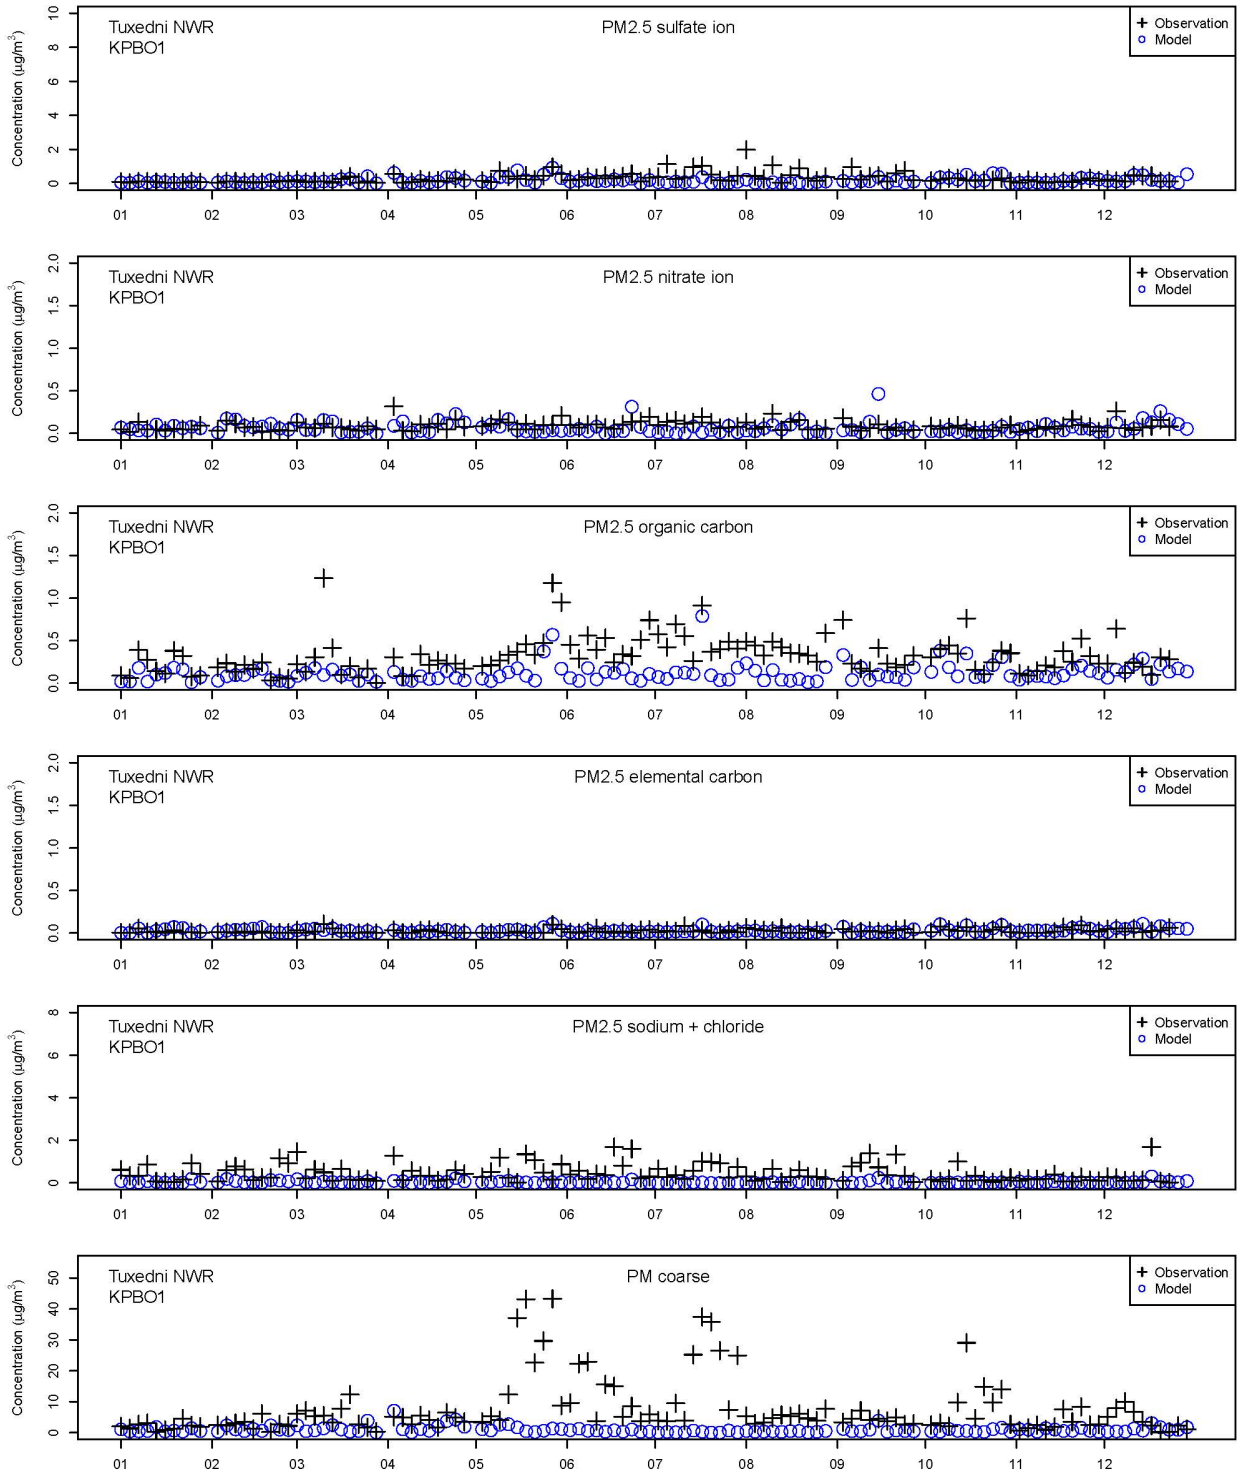 Tuxedni NWR
KPBO1
PM2.5 sulfate ion
Observation
Model
Concentration (µg/m³)
0 2 4 6 8 10
01 02 03 04 05 06 07 08 09 10 11 12
Tuxedni NWR
KPBO1
PM2.5 nitrate ion
Observation
Model
Concentration (µg/m³)
0.0 0.5 1.0 1.5 2.0
01 02 03 04 05 06 07 08 09 10 11 12
Tuxedni NWR
KPBO1
PM2.5 organic carbon
Observation
Model
Concentration (µg/m³)
0.0 0.5 1.0 1.5 2.0
01 02 03 04 05 06 07 08 09 10 11 12
Tuxedni NWR
KPBO1
PM2.5 elemental carbon
Observation
Model
Concentration (µg/m³)
0.0 0.5 1.0 1.5 2.0
01 02 03 04 05 06 07 08 09 10 11 12
Tuxedni NWR
KPBO1
PM2.5 sodium + chloride
Observation
Model
Concentration (µg/m³)
0 2 4 6 8
01 02 03 04 05 06 07 08 09 10 11 12
Tuxedni NWR
KPBO1
PM coarse
Observation
Model
Concentration (µg/m³)
0 10 20 30 40 50
01 02 03 04 05 06 07 08 09 10 11 12